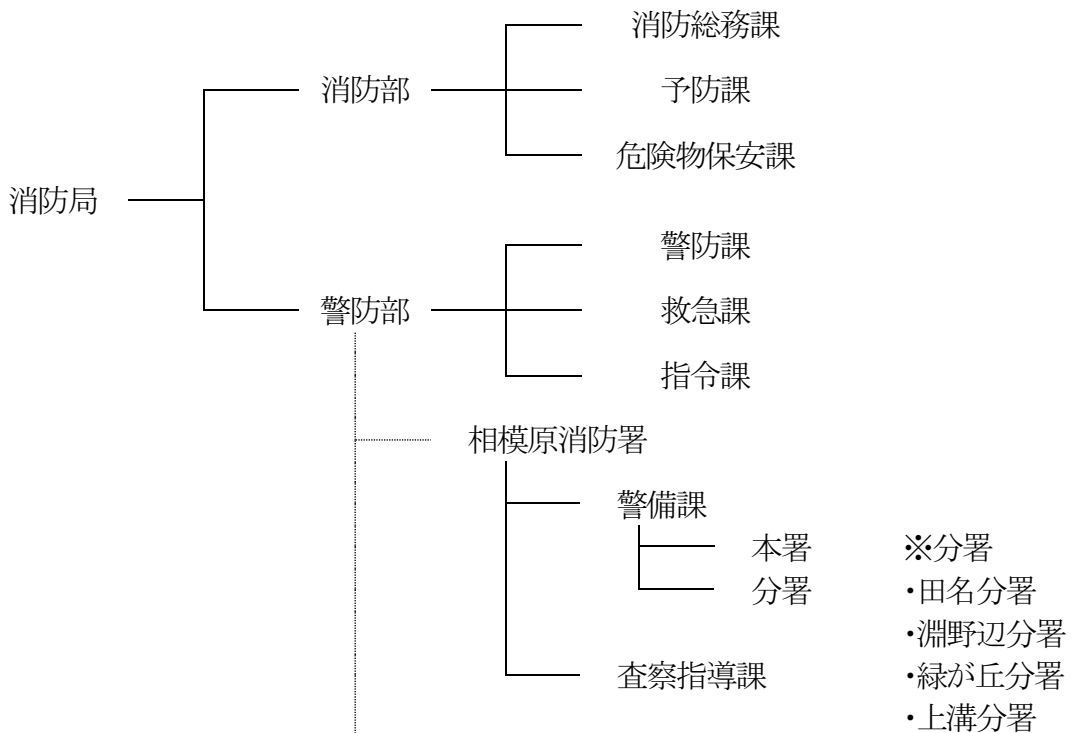 消防総務課
消防部
予防課
危険物保安課
消防局
警防課
警防部
救急課
指令課
相模原消防署
警備課
本署 ※分署
分署 ・田名分署
・淵野辺分署
査察指導課 ・緑が丘分署
・上溝分署